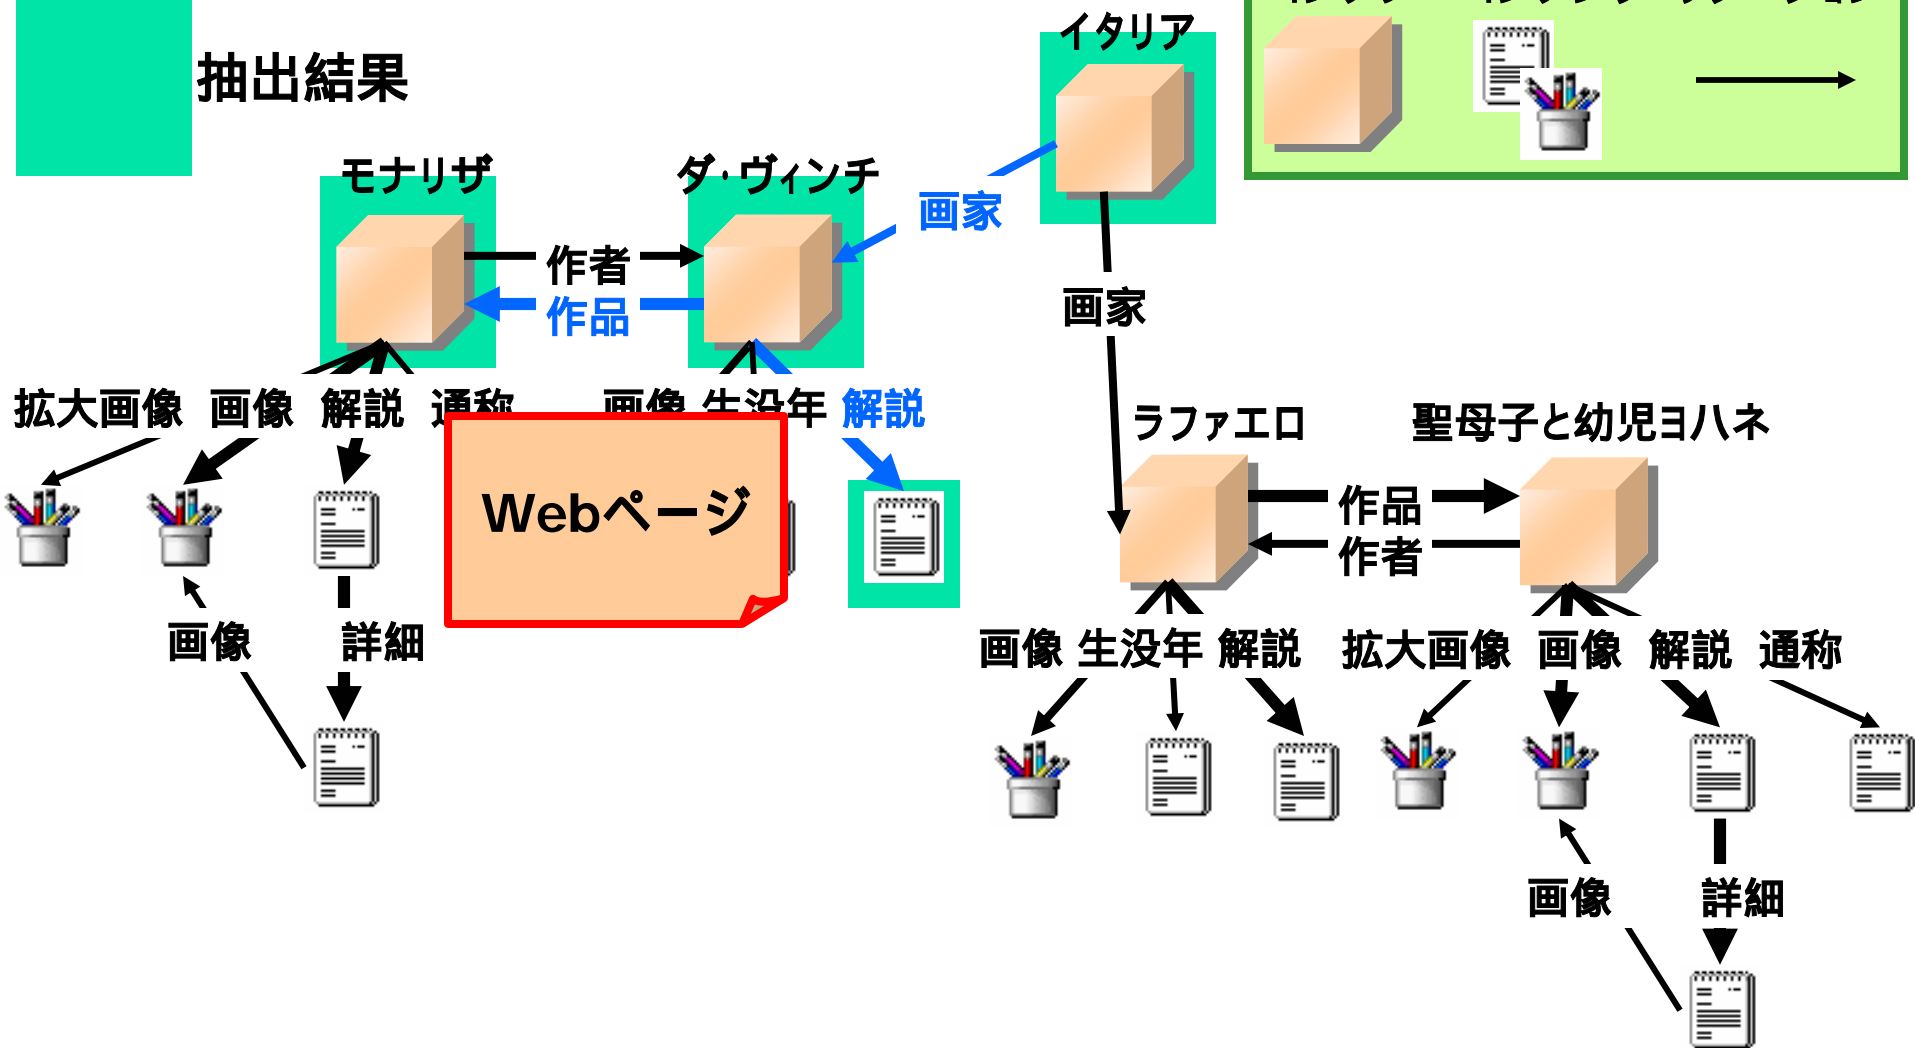 抽出結果
イタリア
モナリザ
ダ・ヴィンチ
画家
作者
作品
画家
拡大画像 画像 解説 通称
画像 生没年 解説
ラファエロ
聖母子と幼児ヨハネ
Webページ
作品
作者
画像 詳細
画像 生没年 解説
拡大画像 画像 解説 通称
画像 詳細